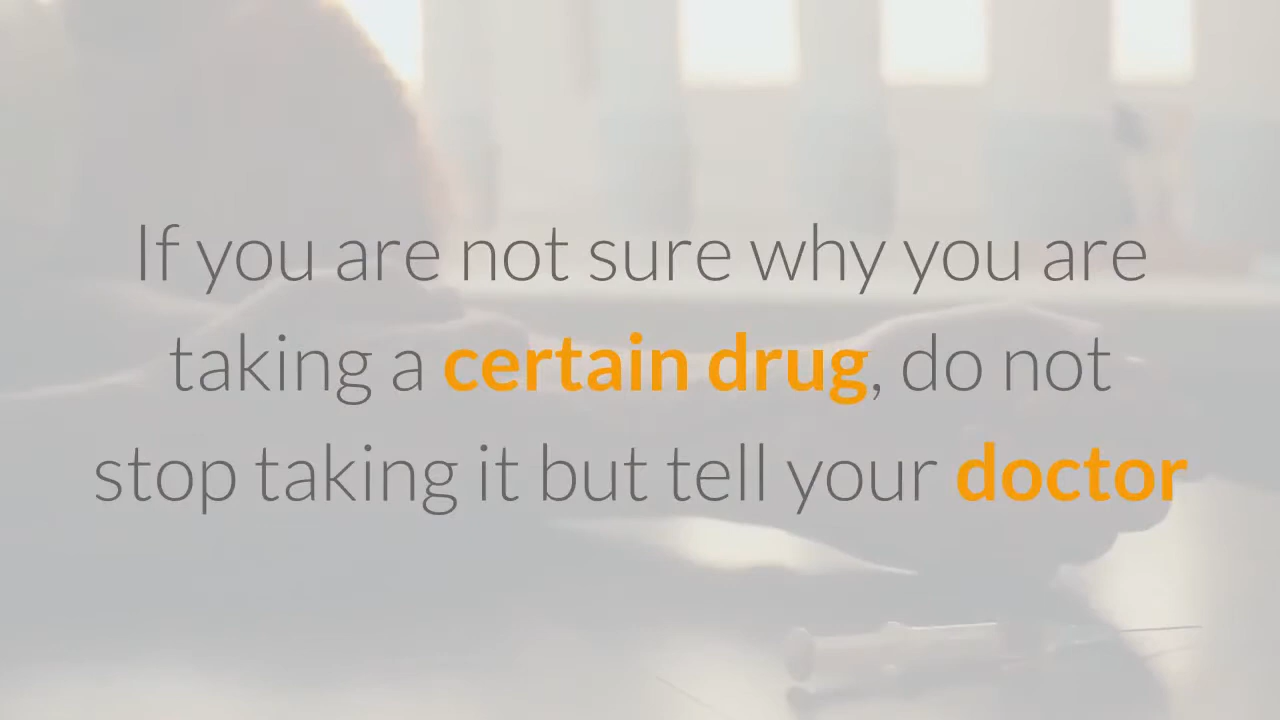 If you are not sure why you are
taking a certain drug, do not
stop taking it but tell your doctor